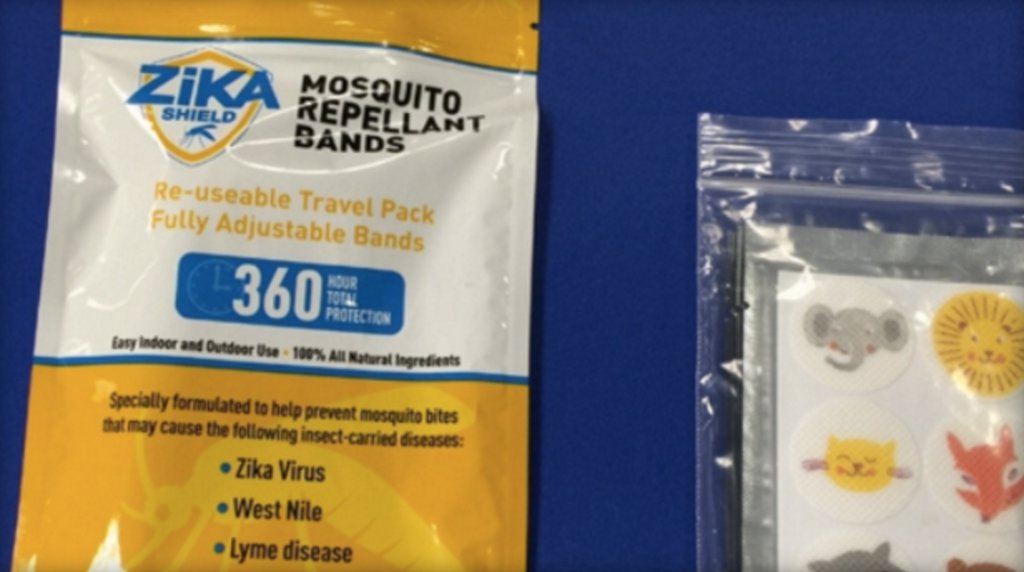 ZiKA
SHIELD
MOSQUITO
REPELLANT
BANDS
Re-useable Travel Pack
Fully Adjustable Bands
360
HOUR
TOTAL
PROTECTION
Easy Indoor and Outdoor Use • 100% All Natural Ingredients
Specially formulated to help prevent mosquito bites
that may cause the following insect-carried diseases:
• Zika Virus
• West Nile
• Lyme disease